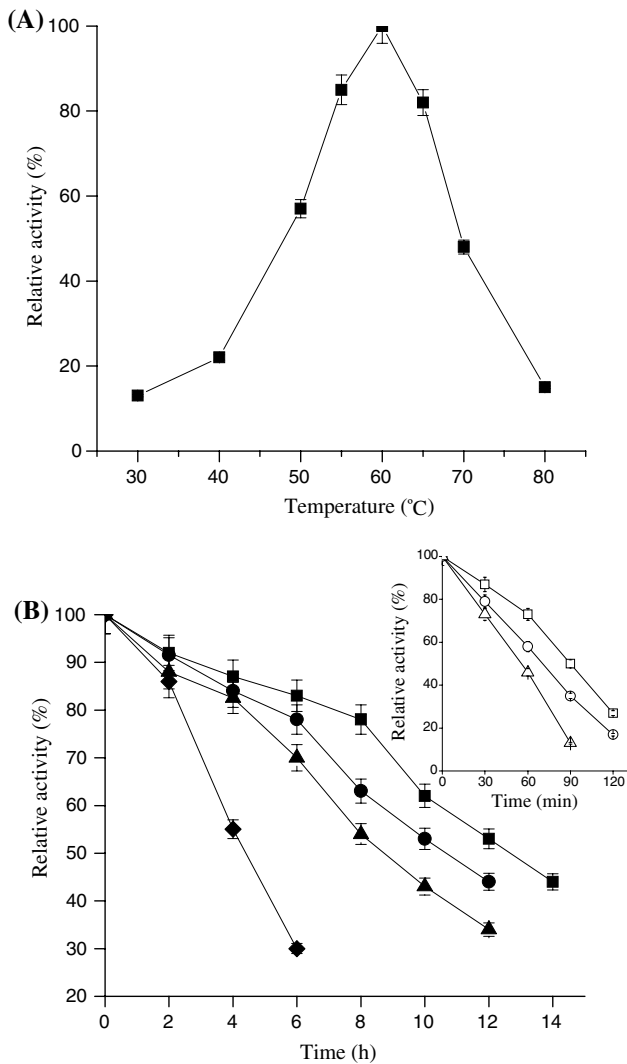 (A)
100
80
60
40
20
0
Relative activity (%)
30 40 50 60 70 80
Temperature (°C)
(B)
100
90
80
70
60
50
40
30
20
Relative activity (%)
0 2 4 6 8 10 12 14
Time (h)
100
80
60
40
20
0
Relative activity (%)
0 30 60 90 120
Time (min)